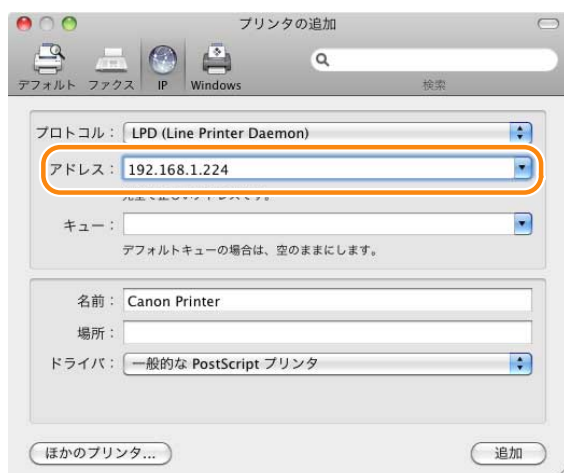 プリンタの追加
デフォルト ファクス IP Windows 検索
プロトコル： LPD (Line Printer Daemon)
アドレス： 192.168.1.224
キュー：
デフォルトキューの場合は、空のままにします。
名前： Canon Printer
場所：
ドライバ： 一般的な PostScript プリンタ
ほかのプリンタ... 追加